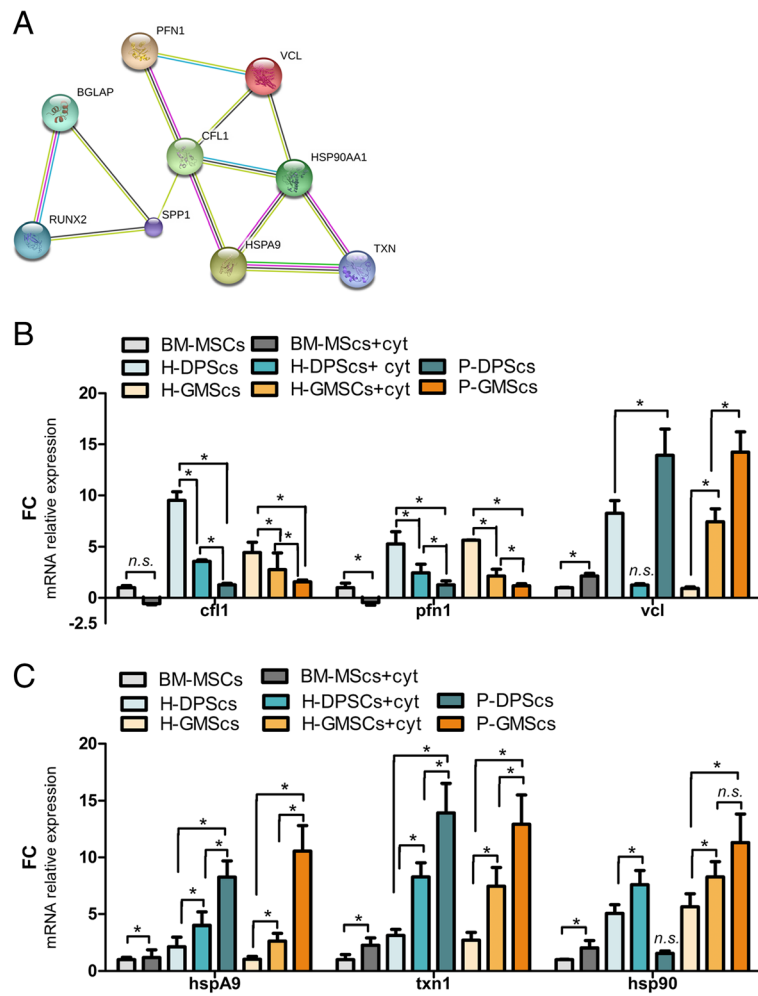 A
PFN1
VCL
BGLAP
CFL1
HSP90AA1
SPP1
RUNX2
HSPA9
TXN
B
BM-MSCs BM-MScs+cyt
H-DPScs H-DPScs+ cyt P-DPScs
H-GMScs H-GMSCs+cyt P-GMScs
FC
mRNA relative expression
20
15
10
5
0
-2.5
n.s. * * * * * * * * * * * * * * * n.s. * *
cfl1 pfn1 vcl
C
BM-MSCs BM-MScs+cyt
H-DPScs H-DPSCs+cyt P-DPScs
H-GMScs H-GMSCs+cyt P-GMScs
FC
mRNA relative expression
20
15
10
5
0
* * * * * * * * * * * * * * * * n.s. * * n.s.
hspA9 txn1 hsp90